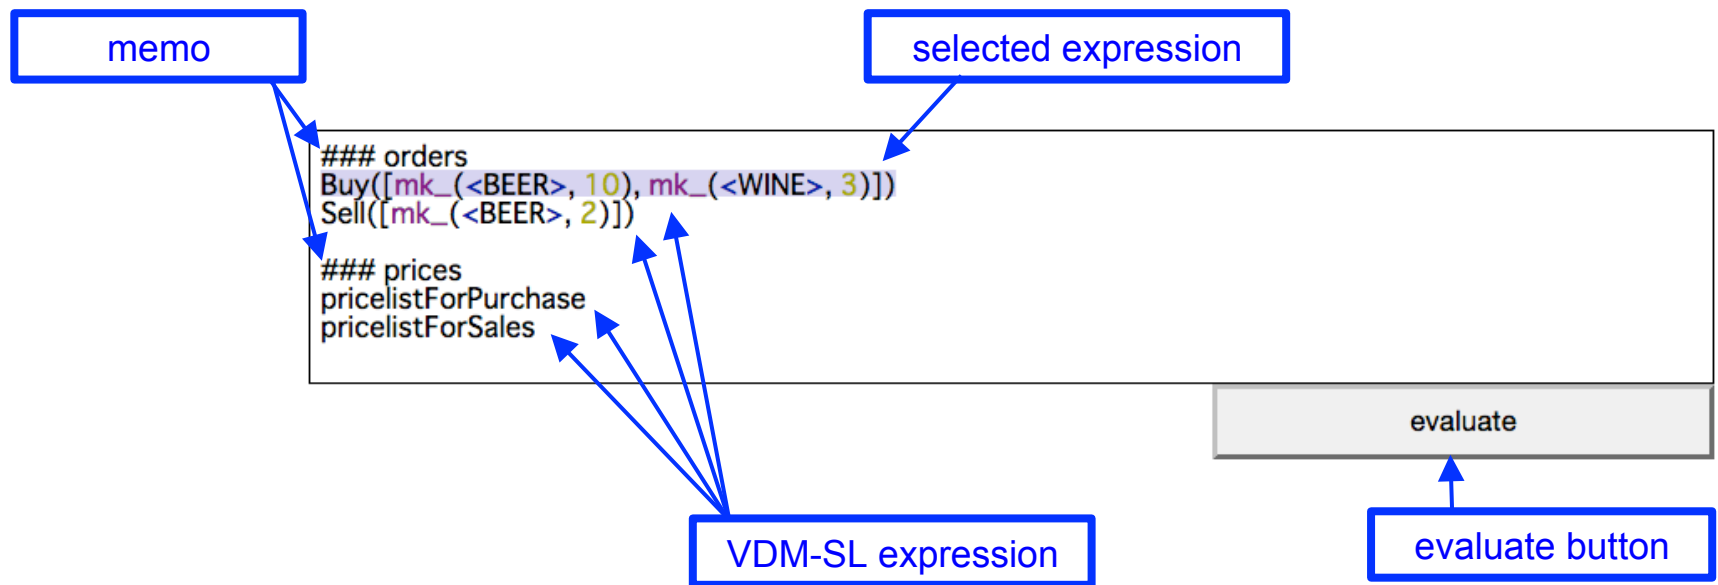 memo
selected expression
### orders
Buy([mk_(<BEER>, 10), mk_(<WINE>, 3)])
Sell([mk_(<BEER>, 2)])
### prices
pricelistForPurchase
pricelistForSales
evaluate
VDM-SL expression
evaluate button